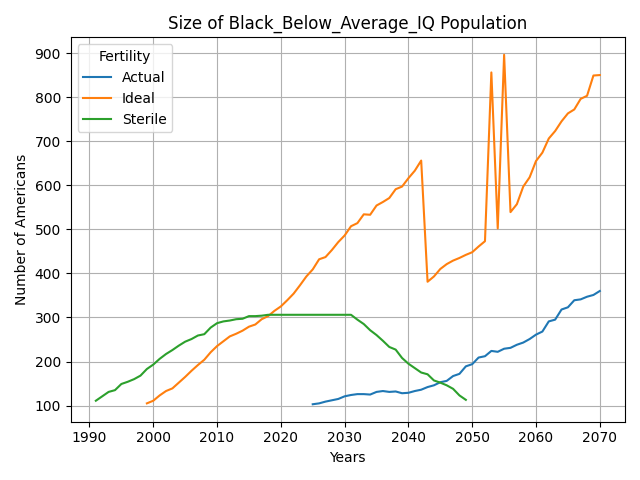 Size of Black_Below_Average_IQ Population
Fertility
Actual
Ideal
Sterile
Number of Americans
900
800
700
600
500
400
300
200
100
1990 2000 2010 2020 2030 2040 2050 2060 2070
Years